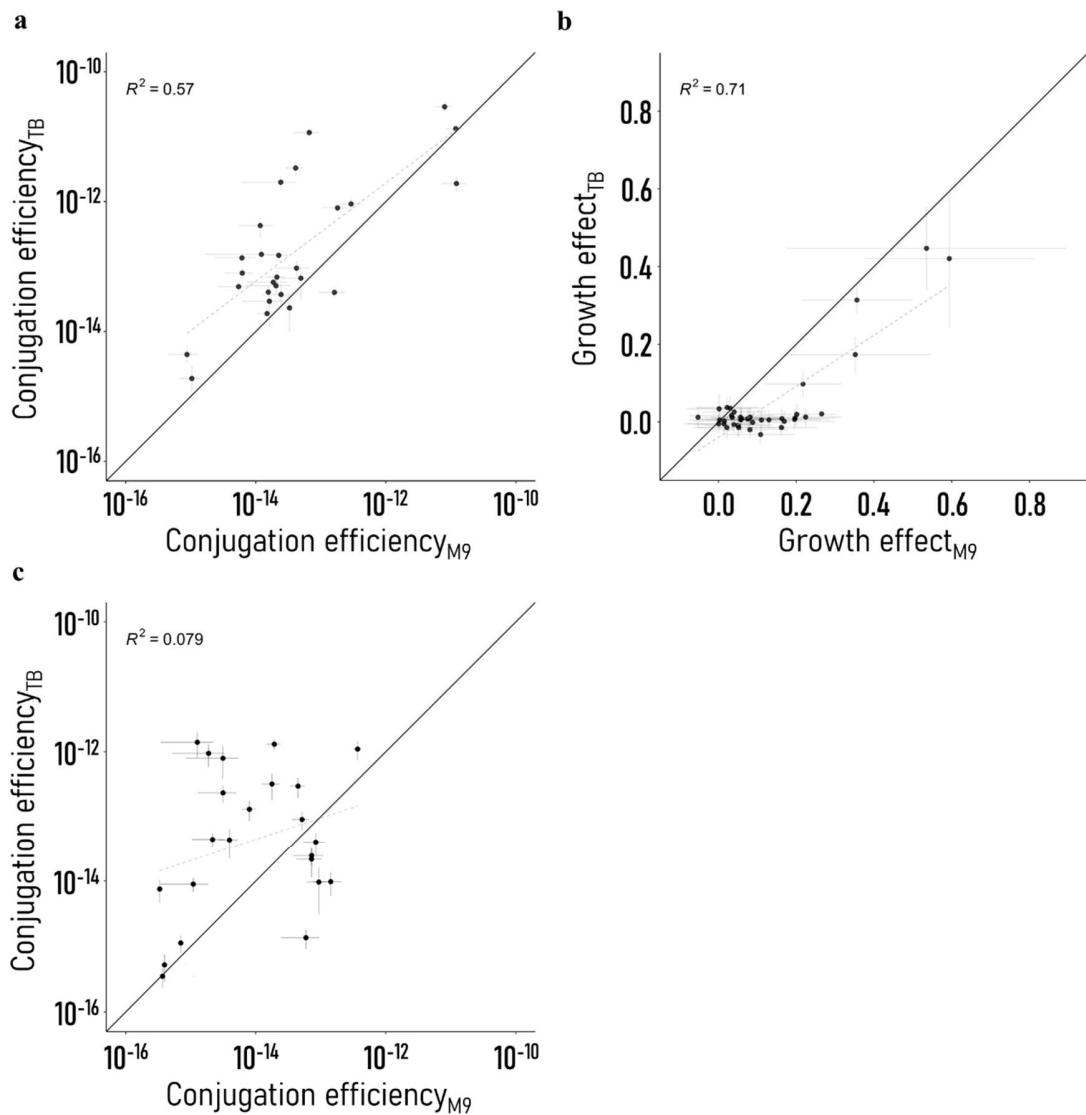 a
R² = 0.57
10⁻¹⁰
10⁻¹²
10⁻¹⁴
10⁻¹⁶
Conjugation efficiency_TB
10⁻¹⁶ 10⁻¹⁴ 10⁻¹² 10⁻¹⁰
Conjugation efficiency_M9
b
R² = 0.71
0.8
0.6
0.4
0.2
0.0
Growth effect_TB
0.0 0.2 0.4 0.6 0.8
Growth effect_M9
c
R² = 0.079
10⁻¹⁰
10⁻¹²
10⁻¹⁴
10⁻¹⁶
Conjugation efficiency_TB
10⁻¹⁶ 10⁻¹⁴ 10⁻¹² 10⁻¹⁰
Conjugation efficiency_M9